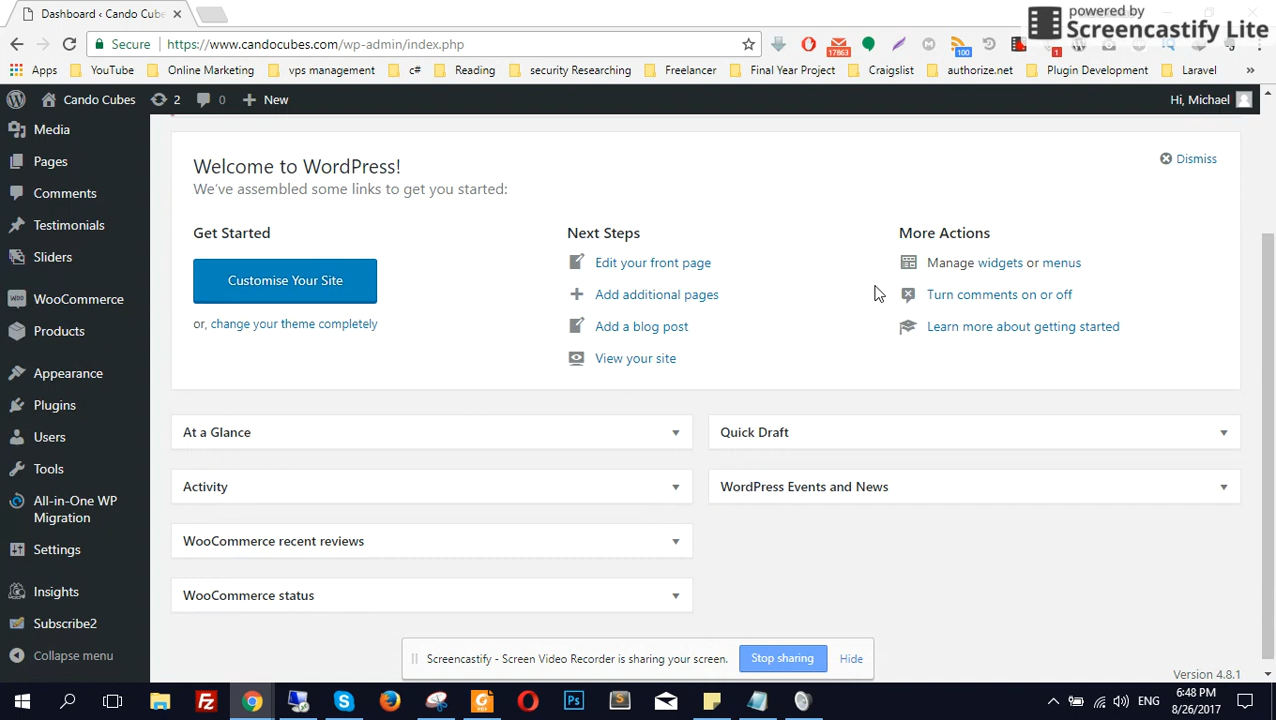 Dashboard ‹ Cando Cube
powered by
Screencastify Lite
Secure
https://www.candocubes.com/wp-admin/index.php
17863
100
1
Apps
YouTube
Online Marketing
vps management
c#
Reading
security Researching
Freelancer
Final Year Project
Craigslist
authorize.net
Plugin Development
Laravel
»
Cando Cubes
2
0
New
Hi, Michael
Media
Pages
Comments
Testimonials
Sliders
WooCommerce
Products
Appearance
Plugins
Users
Tools
All-in-One WP
Migration
Settings
Insights
Subscribe2
Collapse menu
Welcome to WordPress!
Dismiss
We've assembled some links to get you started:
Get Started
Customise Your Site
or, change your theme completely
Next Steps
Edit your front page
Add additional pages
Add a blog post
View your site
More Actions
Manage widgets or menus
Turn comments on or off
Learn more about getting started
At a Glance
Quick Draft
Activity
WordPress Events and News
WooCommerce recent reviews
WooCommerce status
Screencastify - Screen Video Recorder is sharing your screen.
Stop sharing
Hide
Version 4.8.1
ENG
6:48 PM
8/26/2017